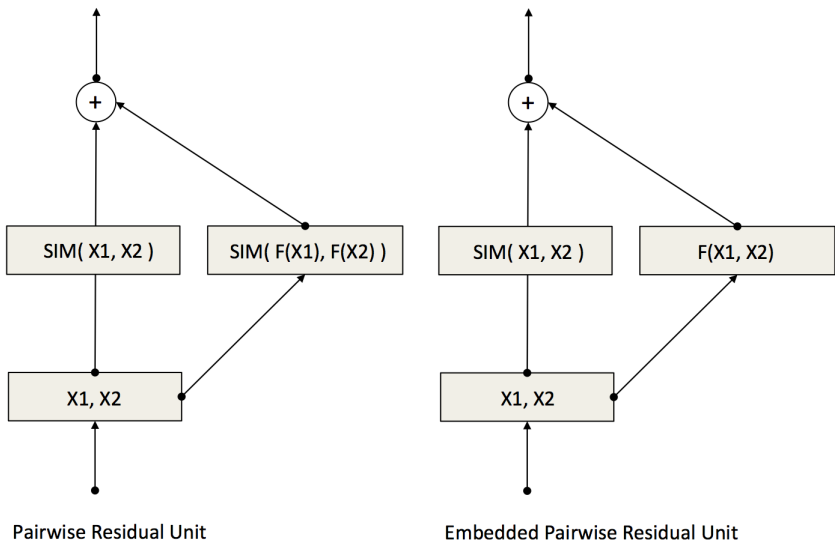 +
+
SIM( X1, X2 )
SIM( F(X1), F(X2) )
SIM( X1, X2 )
F(X1, X2)
X1, X2
X1, X2
Pairwise Residual Unit
Embedded Pairwise Residual Unit